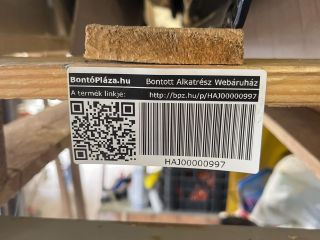 BontóPláza.hu Bontott Alkatrész Webáruház
A termék linkje: http://bpz.hu/p/HAJ00000997
HAJ00000997